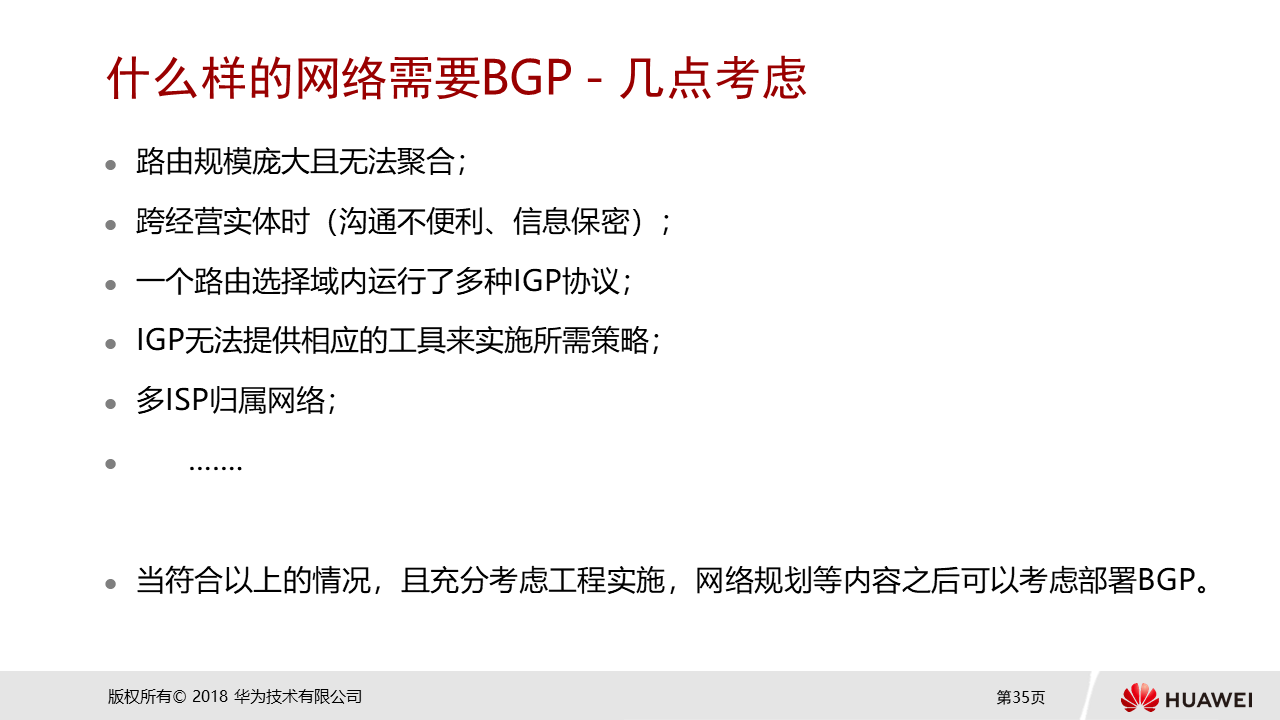 什么样的网络需要BGP - 几点考虑
路由规模庞大且无法聚合；
跨经营实体时（沟通不便利、信息保密）；
一个路由选择域内运行了多种IGP协议；
IGP无法提供相应的工具来实施所需策略；
多ISP归属网络；
…….
当符合以上的情况，且充分考虑工程实施，网络规划等内容之后可以考虑部署BGP。
版权所有© 2018 华为技术有限公司
第35页
HUAWEI